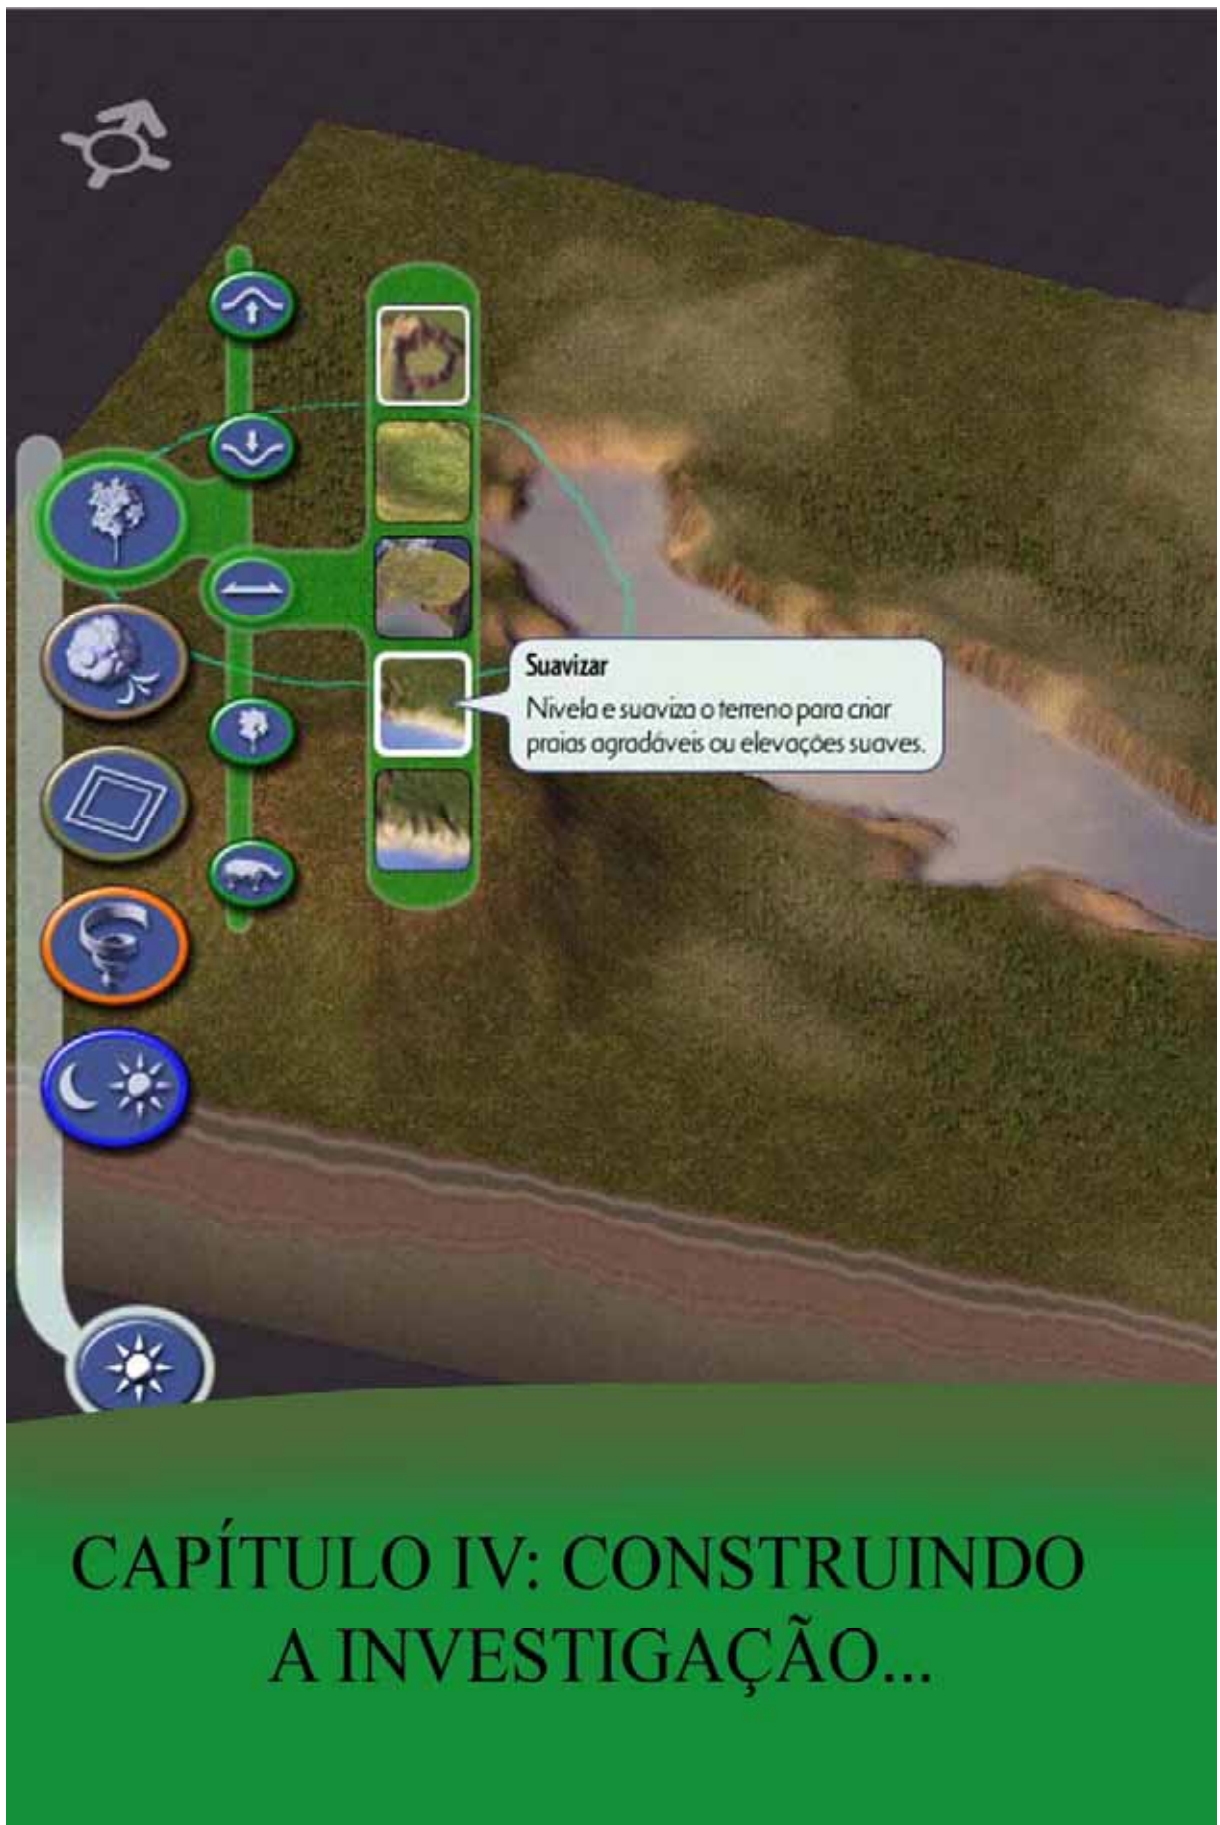 Suavizar
Nivela e suaviza o terreno para criar
praias agradáveis ou elevações suaves.
CAPÍTULO IV: CONSTRUINDO
A INVESTIGAÇÃO...